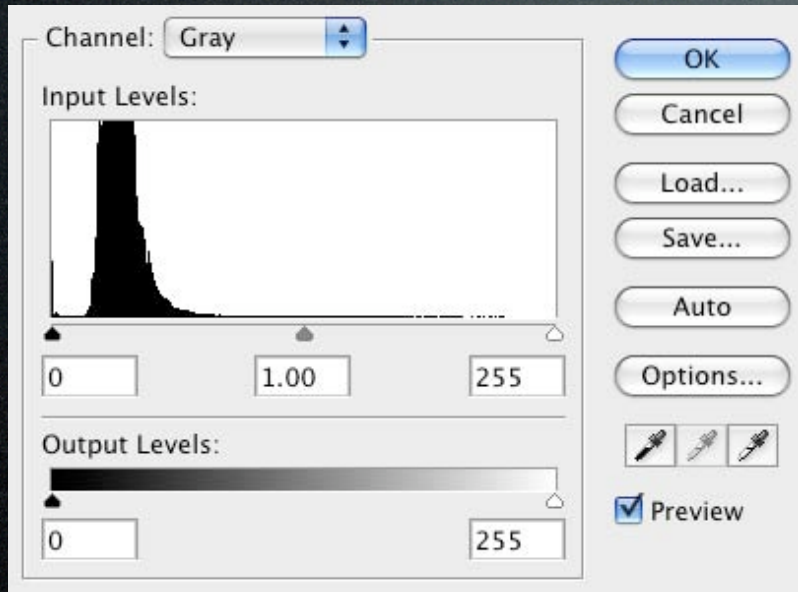 Channel: Gray
Input Levels:
0 1.00 255
Output Levels:
0 255
OK
Cancel
Load...
Save...
Auto
Options...
Preview